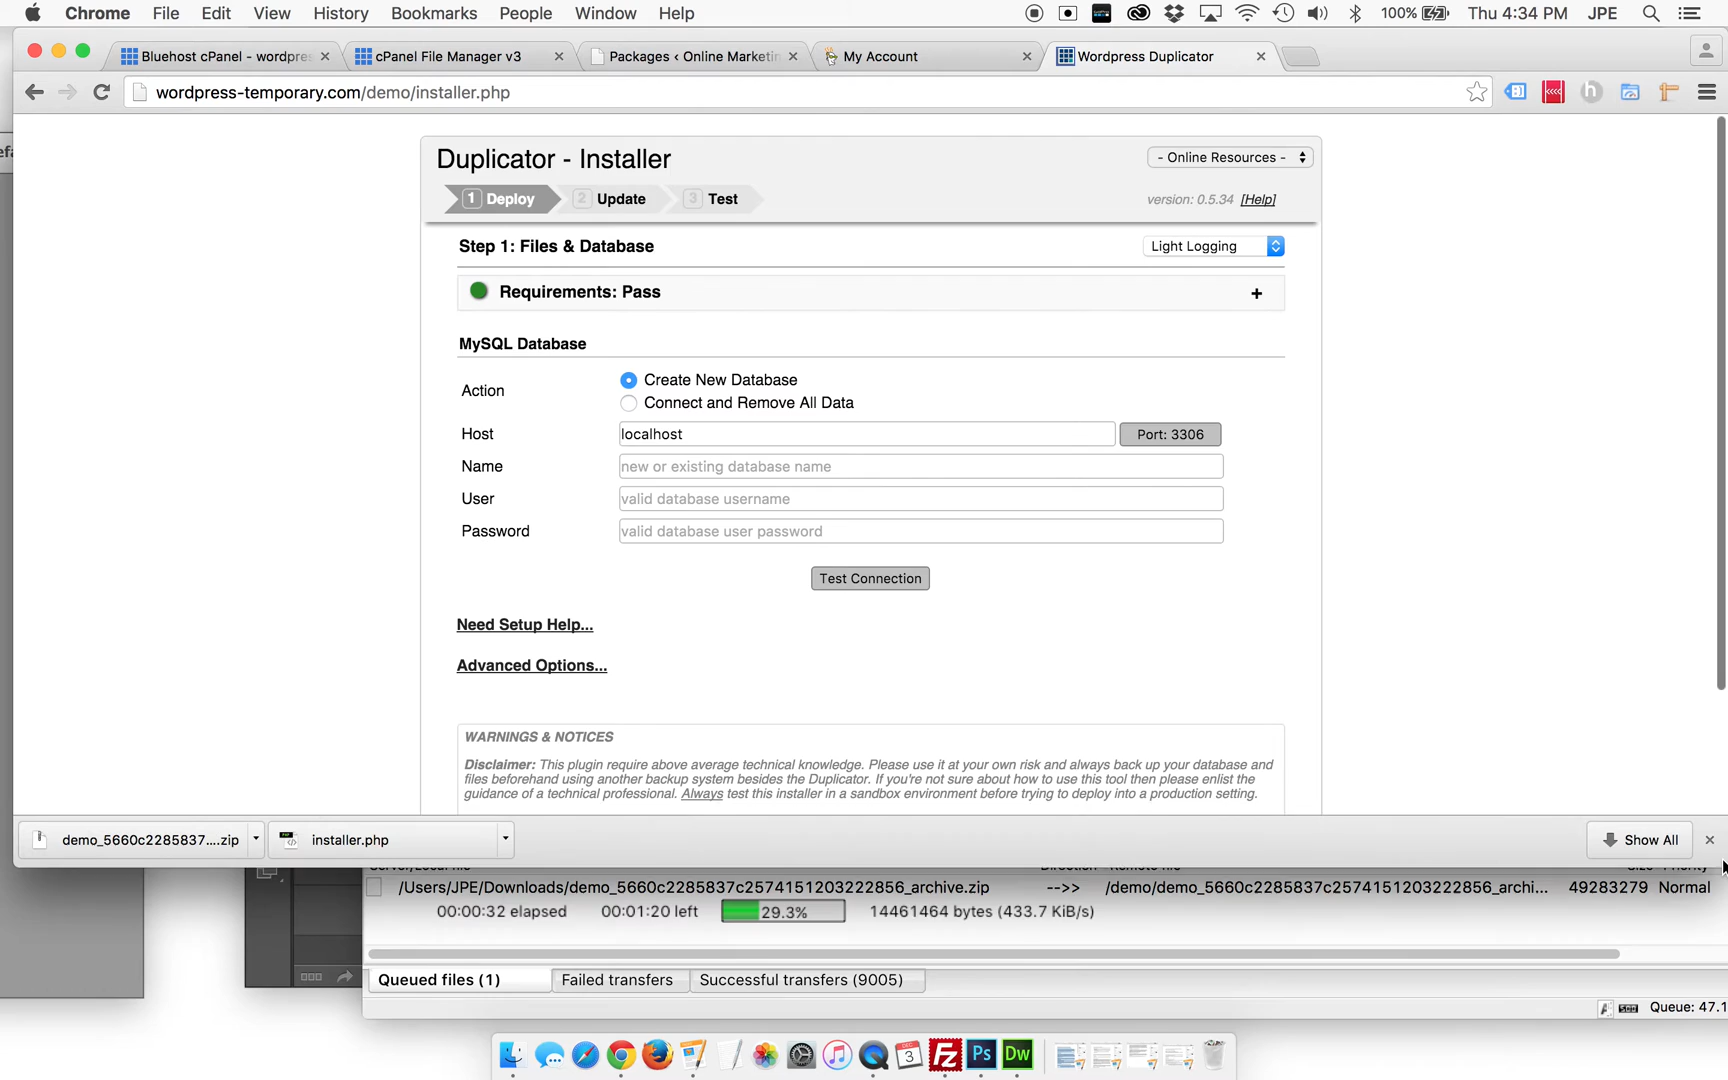 Chrome File Edit View History Bookmarks People Window Help 100% Thu 4:34 PM JPE
Bluehost cPanel - wordpres cPanel File Manager v3 Packages ‹ Online Marketin My Account Wordpress Duplicator
wordpress-temporary.com/demo/installer.php
Duplicator - Installer
- Online Resources -
1 Deploy 2 Update 3 Test
version: 0.5.34 [Help]
Step 1: Files & Database
Light Logging
Requirements: Pass +
MySQL Database
Action
Create New Database
Connect and Remove All Data
Host localhost Port: 3306
Name new or existing database name
User valid database username
Password valid database user password
Test Connection
Need Setup Help...
Advanced Options...
WARNINGS & NOTICES
Disclaimer: This plugin require above average technical knowledge. Please use it at your own risk and always back up your database and
files beforehand using another backup system besides the Duplicator. If you're not sure about how to use this tool then please enlist the
guidance of a technical professional. Always test this installer in a sandbox environment before trying to deploy into a production setting.
demo_5660c2285837....zip installer.php Show All
/Users/JPE/Downloads/demo_5660c2285837c2574151203222856_archive.zip -->> /demo/demo_5660c2285837c2574151203222856_archi... 49283279 Normal
00:00:32 elapsed 00:01:20 left 29.3% 14461464 bytes (433.7 KiB/s)
Queued files (1) Failed transfers Successful transfers (9005)
Queue: 47.1
DEC
3
Fz Ps Dw